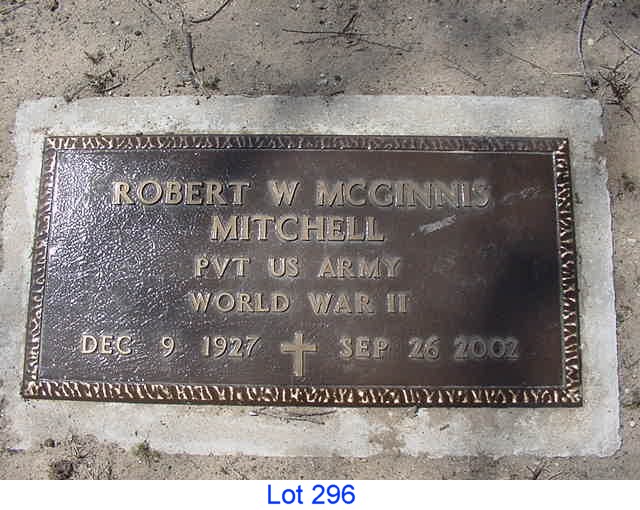 ROBERT W MCGINNIS
MITCHELL
PVT US ARMY
WORLD WAR II
DEC 9 1927 SEP 26 2002
Lot 296